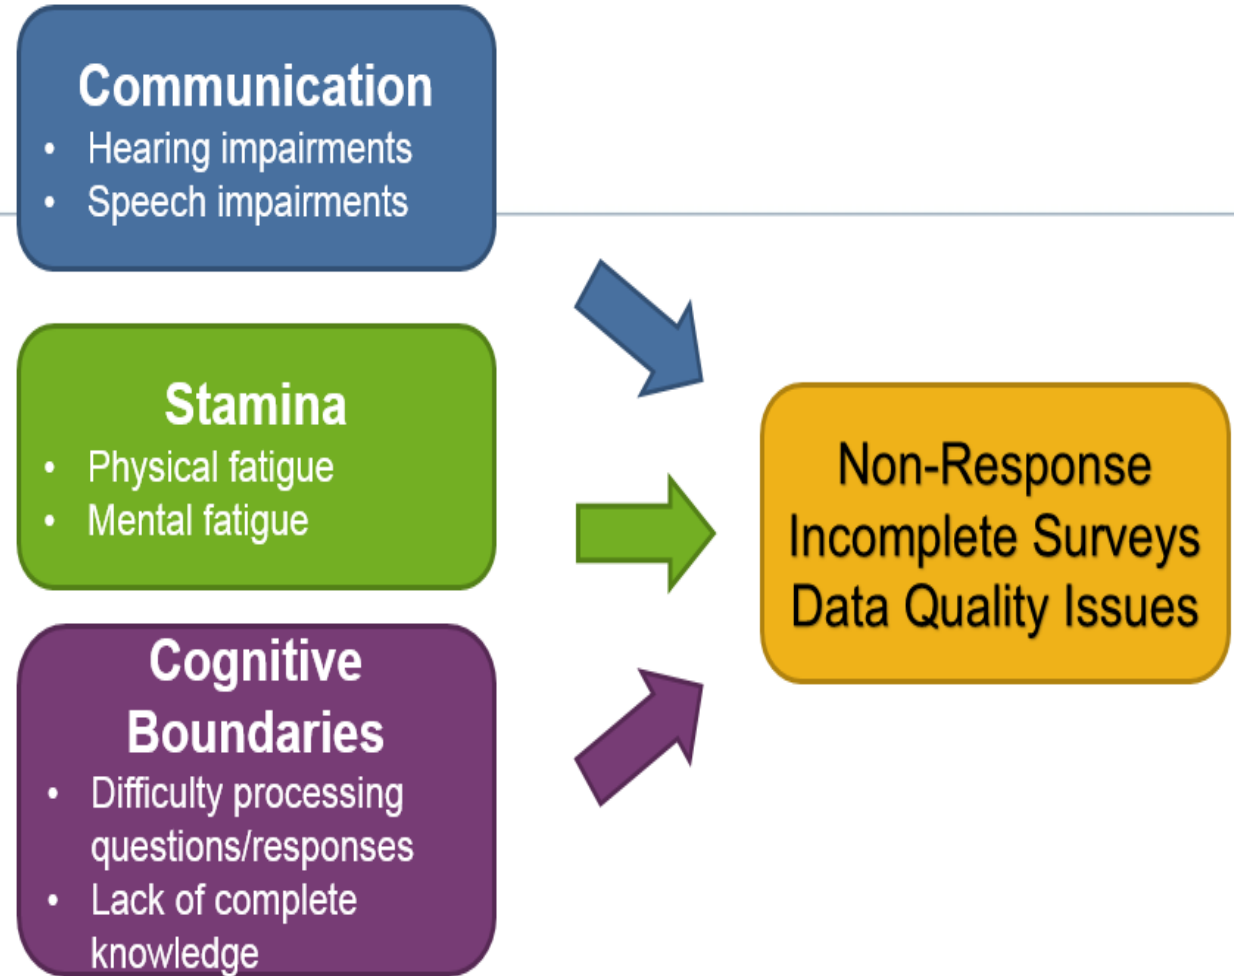 Communication
• Hearing impairments
• Speech impairments
Stamina
• Physical fatigue
• Mental fatigue
Cognitive
Boundaries
• Difficulty processing
questions/responses
• Lack of complete
knowledge
Non-Response
Incomplete Surveys
Data Quality Issues